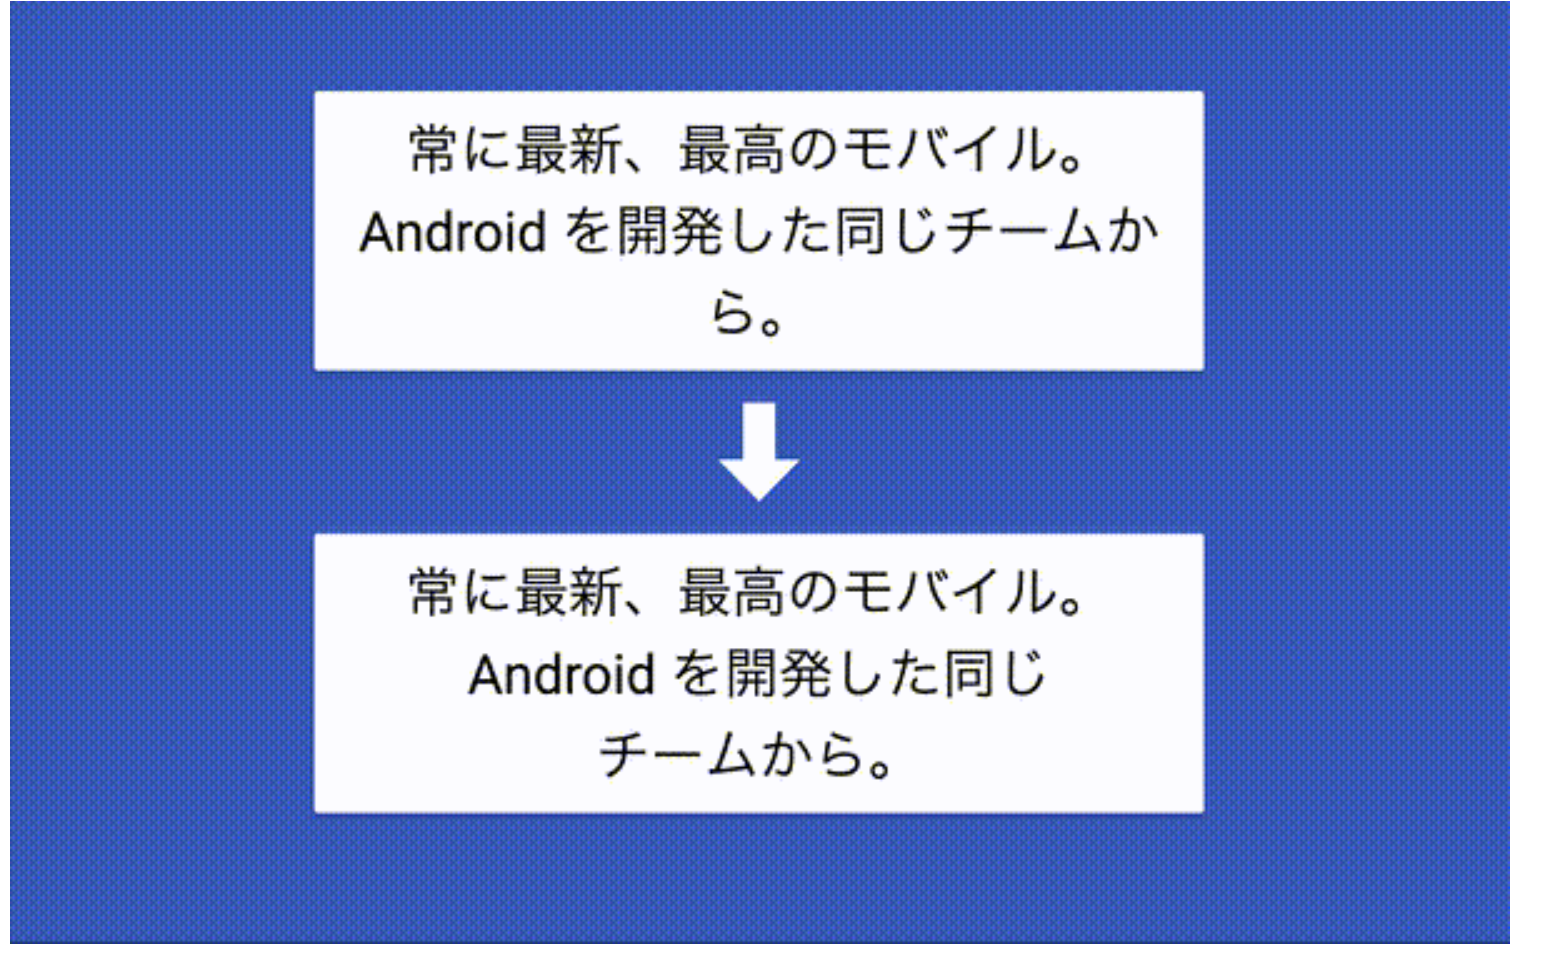 常に最新、最高のモバイル。
Android を開発した同じチームか
ら。
常に最新、最高のモバイル。
Android を開発した同じ
チームから。